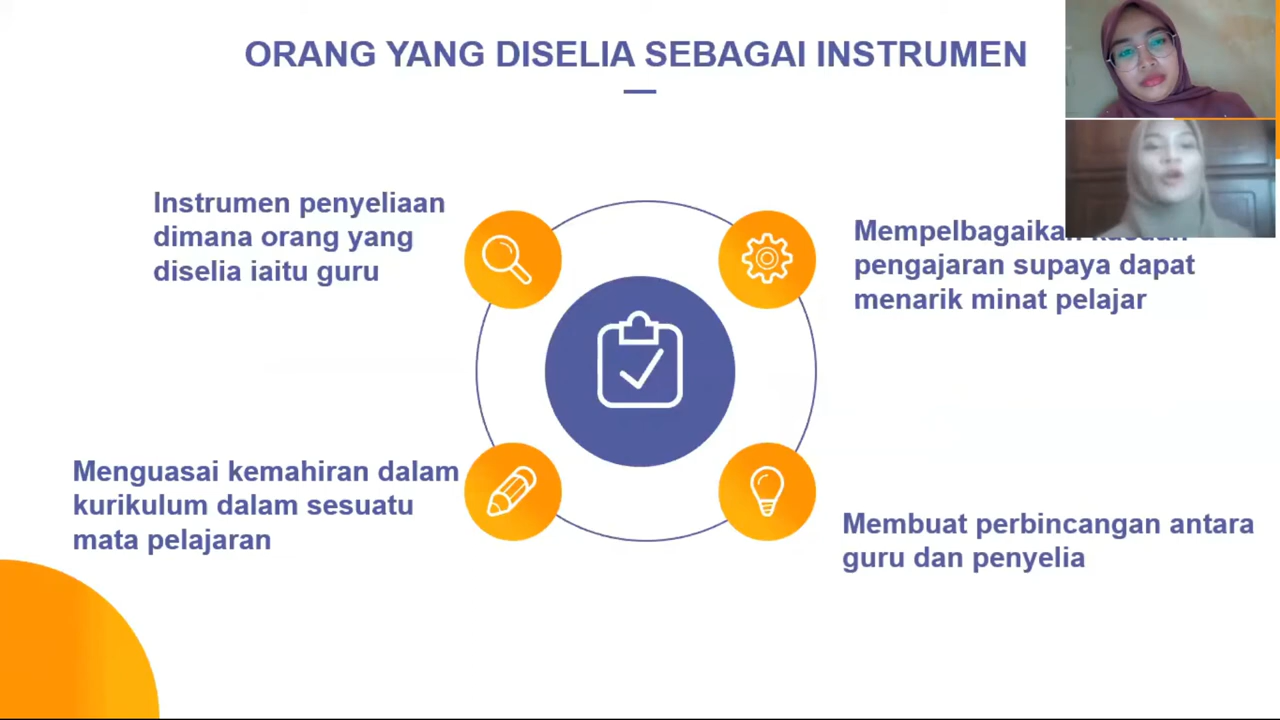 ORANG YANG DISELIA SEBAGAI INSTRUMEN
Instrumen penyeliaan
dimana orang yang
diselia iaitu guru
Mempelbagaikan
pengajaran supaya dapat
menarik minat pelajar
Menguasai kemahiran dalam
kurikulum dalam sesuatu
mata pelajaran
Membuat perbincangan antara
guru dan penyelia